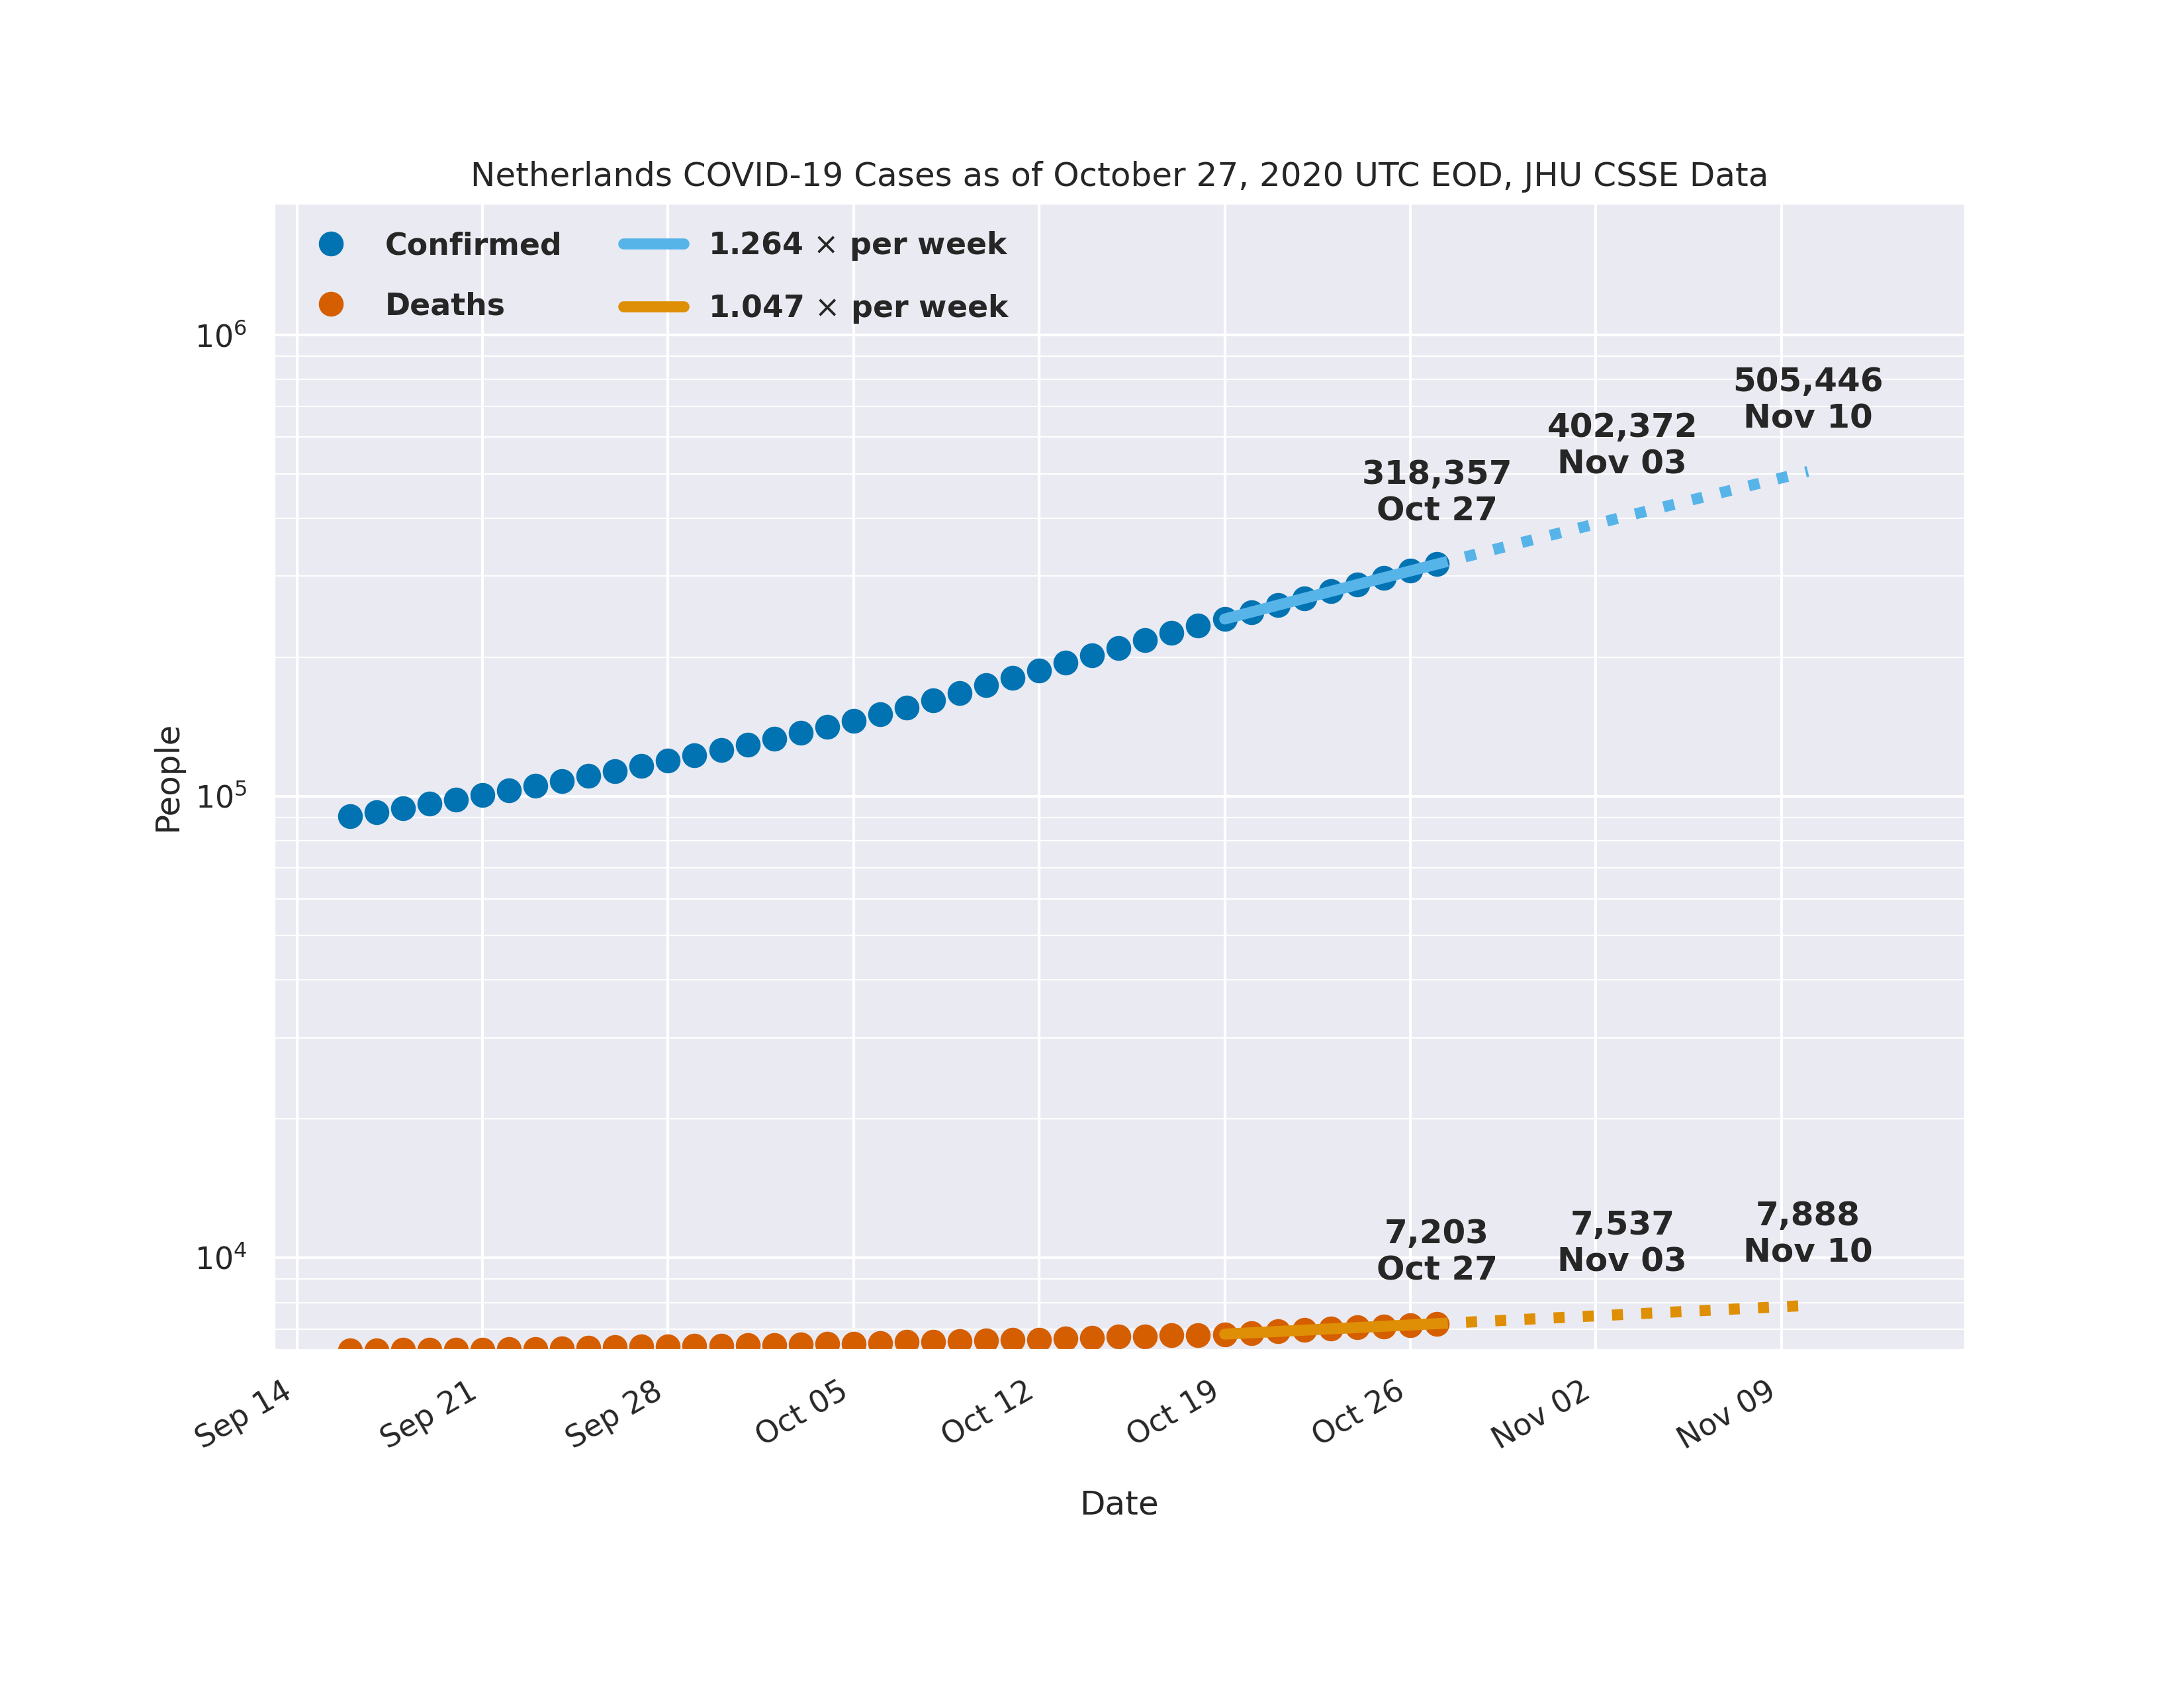 Netherlands COVID-19 Cases as of October 27, 2020 UTC EOD, JHU CSSE Data
Confirmed
Deaths
1.264 × per week
1.047 × per week
10⁶
10⁵
10⁴
People
505,446
Nov 10
402,372
Nov 03
318,357
Oct 27
7,203
Oct 27
7,537
Nov 03
7,888
Nov 10
Sep 14
Sep 21
Sep 28
Oct 05
Oct 12
Oct 19
Oct 26
Nov 02
Nov 09
Date